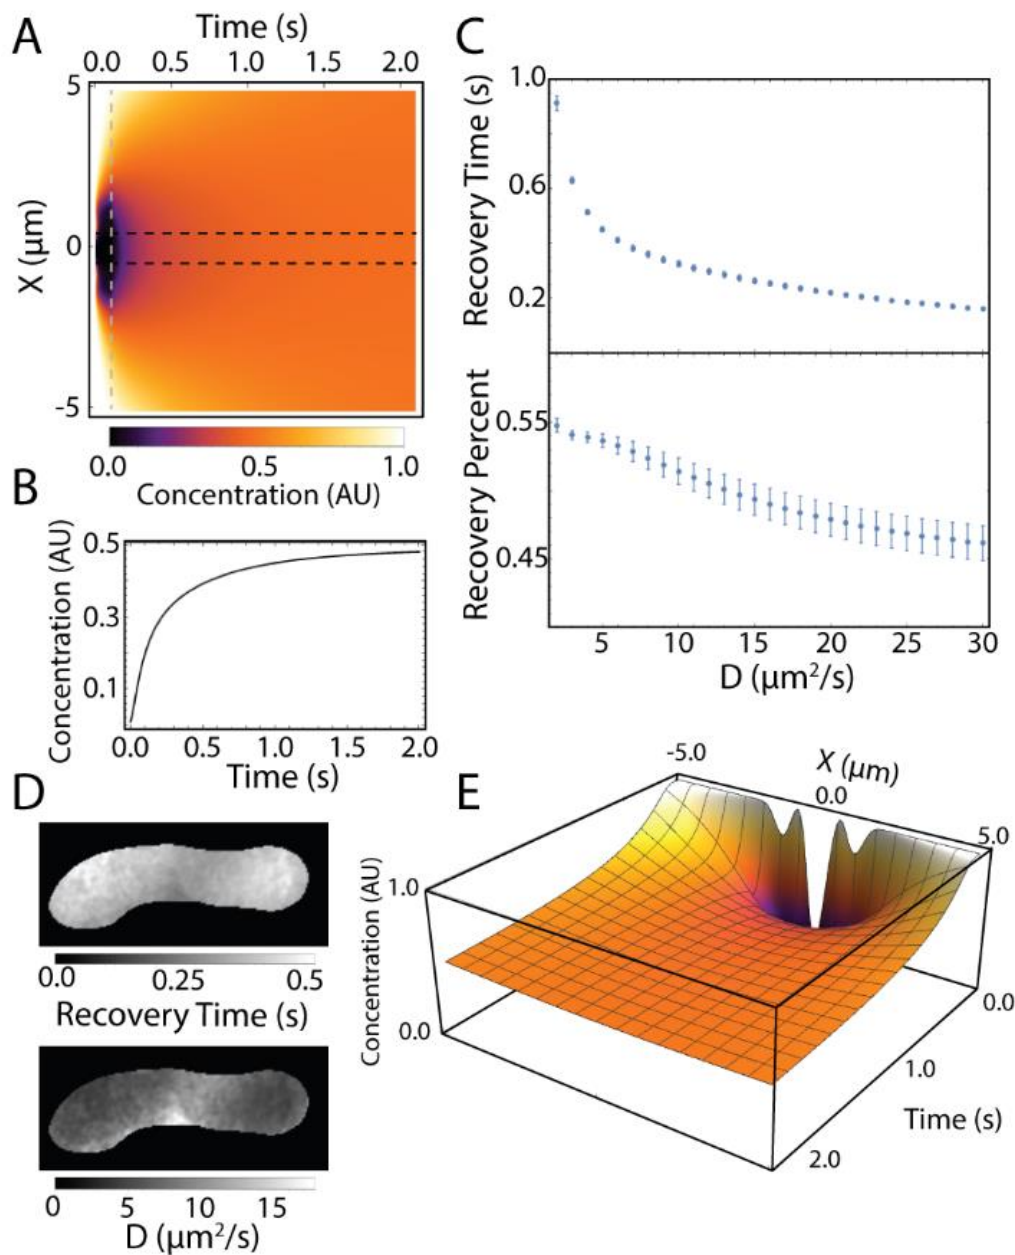 A
Time (s)
0.0 0.5 1.0 1.5 2.0
X (μm)
5
0
-5
0.0 0.5 1.0
Concentration (AU)
B
Concentration (AU)
0.5
0.3
0.1
0.0 0.5 1.0 1.5 2.0
Time (s)
C
Recovery Time (s)
1.0
0.6
0.2
Recovery Percent
0.55
0.45
5 10 15 20 25 30
D (μm²/s)
D
0.0 0.25 0.5
Recovery Time (s)
0 5 10 15
D (μm²/s)
E
-5.0
X (μm)
0.0
5.0
Concentration (AU)
1.0
0.0
0.0
1.0
Time (s)
2.0